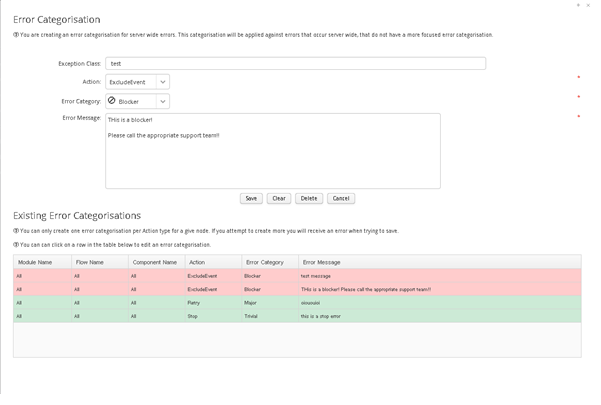 Error Categorisation
You are creating an error categorisation for server wide errors. This categorisation will be applied against errors that occur server wide, that do not have a more focused error categorisation.
Exception Class: test
Action: ExcludeEvent *
Error Category: Blocker *
Error Message: THis is a blocker! *
Please call the appropriate support team!!!
Save Clear Delete Cancel
Existing Error Categorisations
You can only create one error categorisation per Action type for a give node. If you attempt to create more you will receive an error when trying to save.
You can can click on a row in the table below to edit an error categorisation.
Module Name Flow Name Component Name Action Error Category Error Message
All All All ExcludeEvent Blocker test message
All All All ExcludeEvent Blocker THis is a blocker! Please call the appropriate support team!!!
All All All Retry Major
All All All Stop Trivial this is a stop error